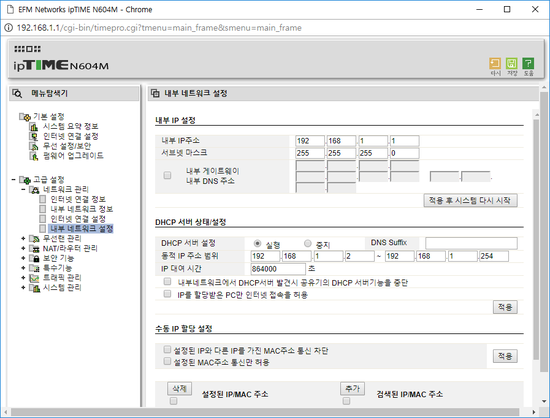 EFM Networks ipTIME N604M - Chrome
192.168.1.1/cgi-bin/timepro.cgi?tmenu=main_frame&smenu=main_frame
ipTIME N604M
다시 저장 도움
메뉴탐색기
내부 네트워크 설정
기본 설정
시스템 요약 정보
인터넷 연결 설정
무선 설정/보안
펌웨어 업그레이드
고급 설정
네트워크 관리
인터넷 연결 정보
내부 네트워크 정보
인터넷 연결 설정
내부 네트워크 설정
무선랜 관리
NAT/라우터 관리
보안 기능
특수기능
트래픽 관리
시스템 관리
내부 IP 설정
내부 IP주소 192 .168 .1 .1
서브넷 마스크 255 .255 .255 .0
내부 게이트웨이
내부 DNS 주소
적용 후 시스템 다시 시작
DHCP 서버 상태/설정
DHCP 서버 설정 실행 중지 DNS Suffix
동적 IP 주소 범위 192 .168 .1 .2 ~ 192 .168 .1 .254
IP 대여 시간 864000 초
내부네트워크에서 DHCP서버 발견시 공유기의 DHCP 서버기능을 중단
IP를 할당받은 PC만 인터넷 접속을 허용
적용
수동 IP 할당 설정
설정된 IP와 다른 IP를 가진 MAC주소 통신 차단
설정된 MAC주소 통신만 허용
적용
삭제 설정된 IP/MAC 주소 추가 검색된 IP/MAC 주소